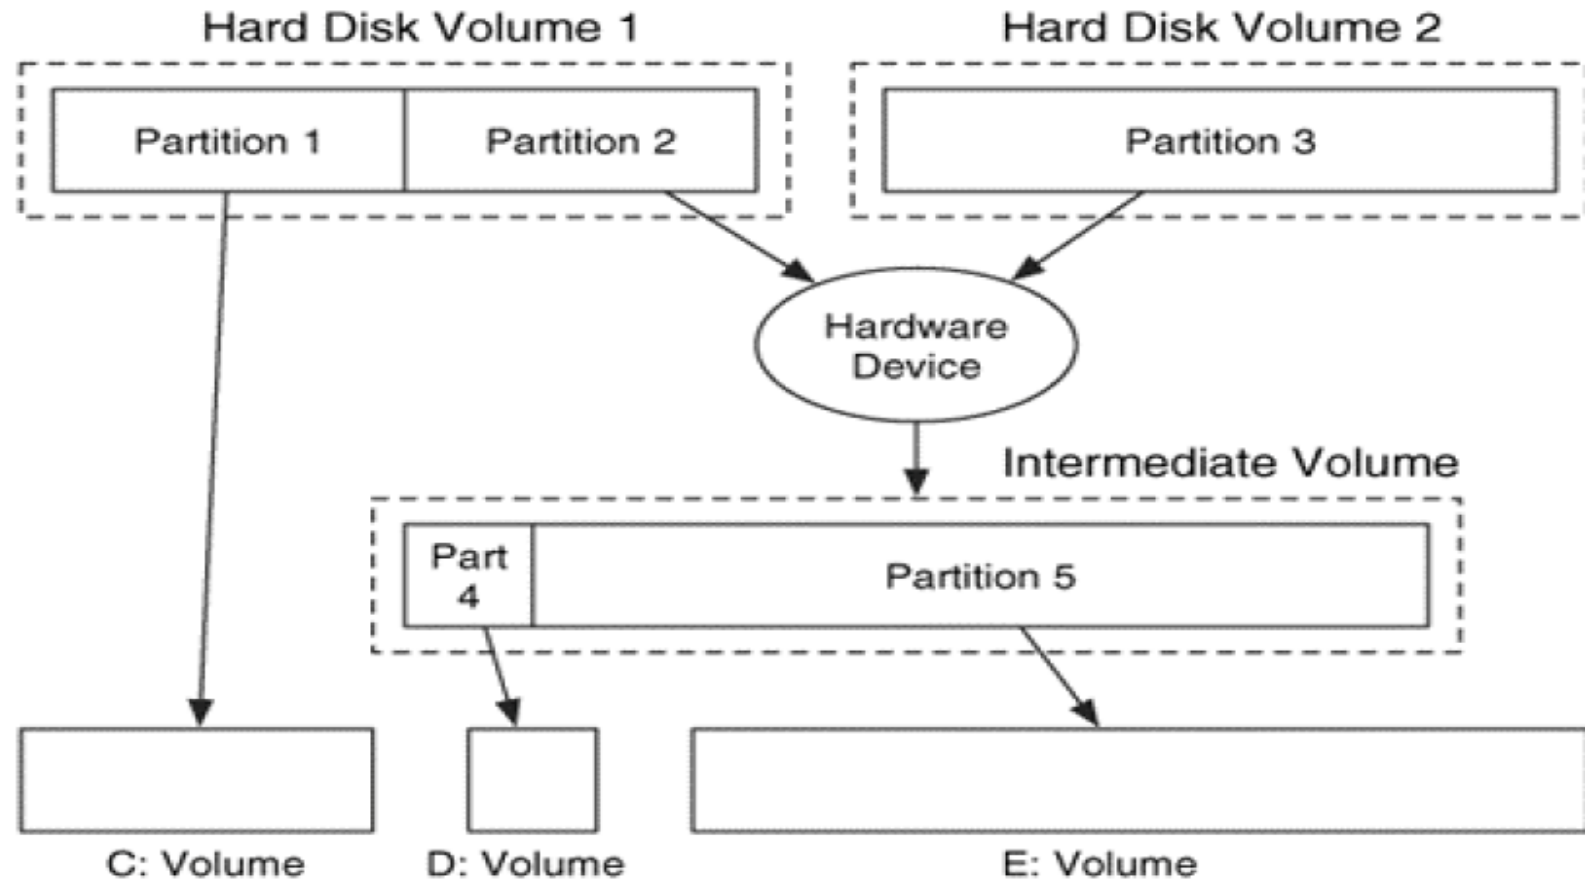 Hard Disk Volume 1
Hard Disk Volume 2
Partition 1
Partition 2
Partition 3
Hardware
Device
Intermediate Volume
Part
4
Partition 5
C: Volume
D: Volume
E: Volume